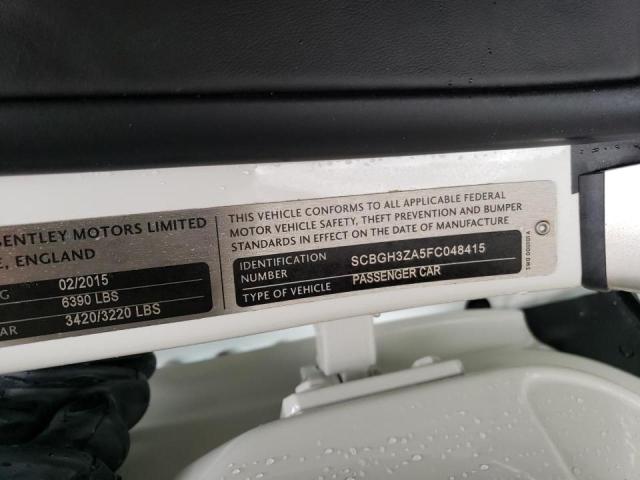 BENTLEY MOTORS LIMITED
E, ENGLAND
02/2015
6390 LBS
AR 3420/3220 LBS
THIS VEHICLE CONFORMS TO ALL APPLICABLE FEDERAL
MOTOR VEHICLE SAFETY, THEFT PREVENTION AND BUMPER
STANDARDS IN EFFECT ON THE DATE OF MANUFACTURE
IDENTIFICATION
NUMBER SCBGH3ZA5FC048415
TYPE OF VEHICLE PASSENGER CAR